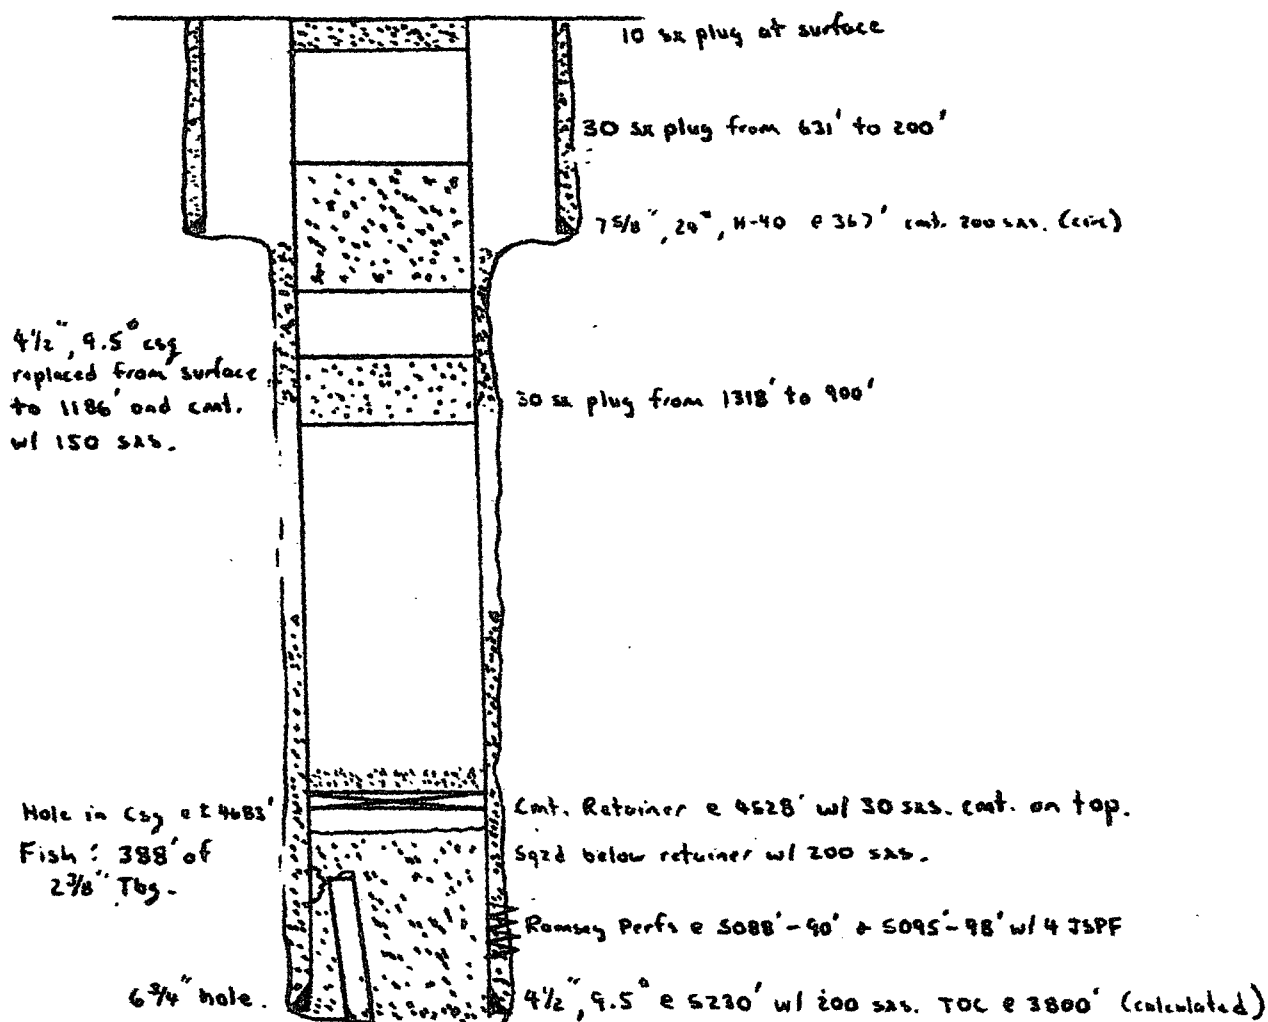 10 sx plug at surface
30 sx plug from 631' to 200'
7 5/8", 24#, H-40 @ 367' cmt. 200 sxs. (circ)
4 1/2", 9.5# csg
replaced from surface
to 1186' and cmt.
w/ 150 sxs.
30 sx plug from 1318' to 900'
Hole in Csg @ ± 4683'
Fish: 388' of
2 3/8" Tbg.
Cmt. Retainer @ 4628' w/ 30 sxs. cmt. on top.
Sqzd below retainer w/ 200 sxs.
Ramsey Perfs @ 5088'-90' & 5095'-98' w/ 4 JSPF
6 3/4" hole.
4 1/2", 9.5# @ 5230' w/ 200 sxs. TOC @ 3800' (calculated)